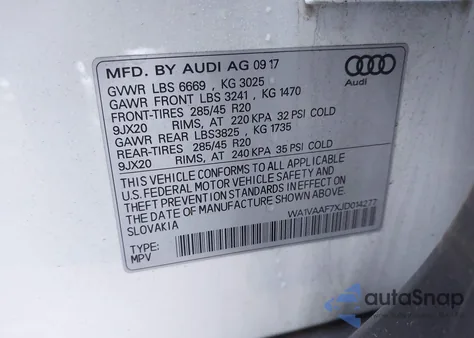 MFD. BY AUDI AG 09 17
GVWR LBS 6669 , KG 3025
GAWR FRONT LBS 3241 , KG 1470
FRONT-TIRES 285/45 R20
9JX20 RIMS, AT 220 KPA 32 PSI COLD
GAWR REAR LBS3825 , KG 1735
REAR-TIRES 285/45 R20
9JX20 RIMS, AT 240 KPA 35 PSI COLD
THIS VEHICLE CONFORMS TO ALL APPLICABLE
U.S. FEDERAL MOTOR VEHICLE SAFETY AND
THEFT PREVENTION STANDARDS IN EFFECT ON
THE DATE OF MANUFACTURE SHOWN ABOVE.
SLOVAKIA
TYPE:
MPV
WA1VAAF7XJD014277
Audi
autoSnap
www.autosnap.com